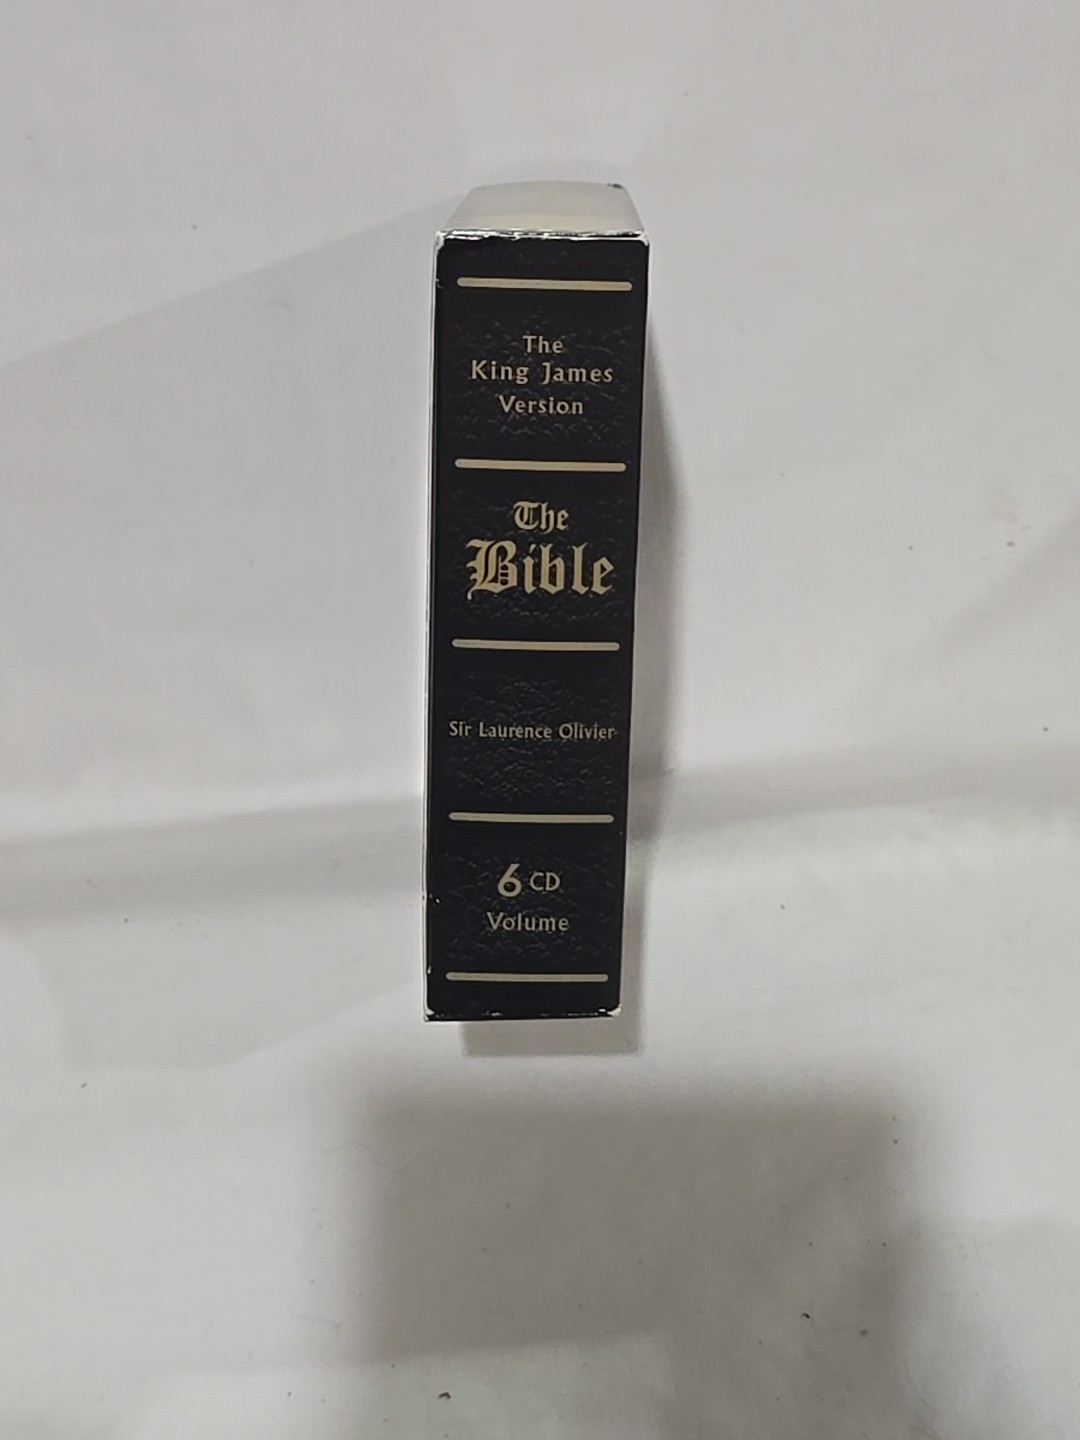 The
King James
Version
The
Bible
Sir Laurence Olivier
6 CD
Volume